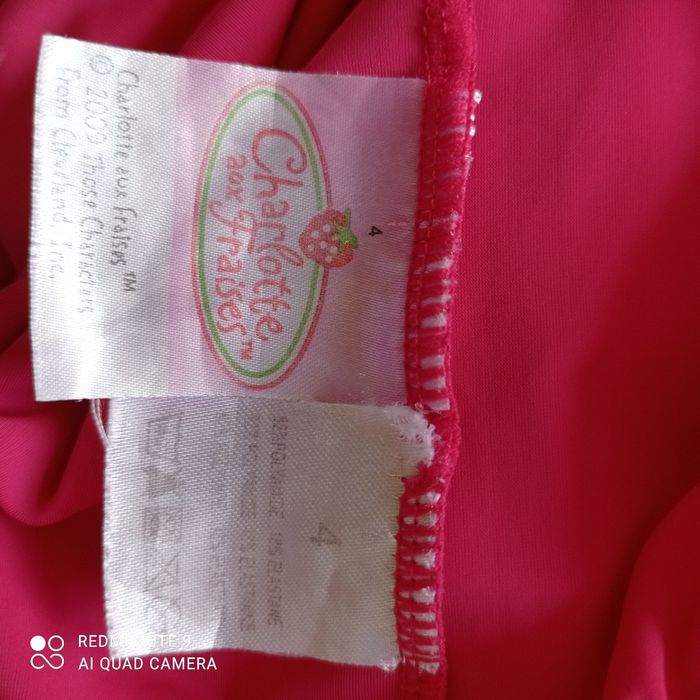 Charlotte
aux
Fraises™
4
Charlotte aux Fraises™
© 2009 Those Characters
From Cleveland, Inc.
4
ELASTINE
REDMI NOTE 9
AI QUAD CAMERA